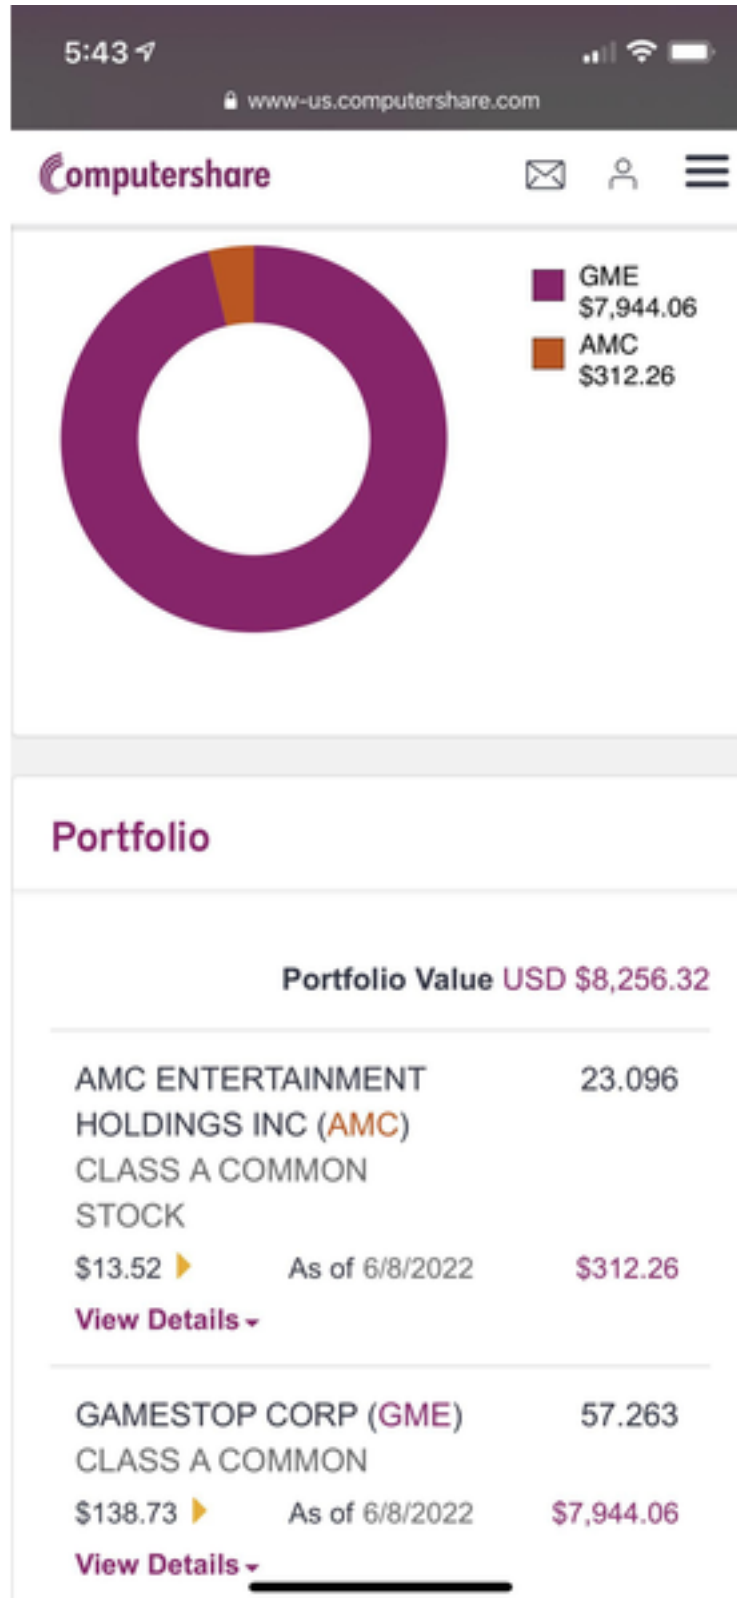 5:43
www-us.computershare.com
Computershare
GME
$7,944.06
AMC
$312.26
Portfolio
Portfolio Value USD $8,256.32
AMC ENTERTAINMENT 23.096
HOLDINGS INC (AMC)
CLASS A COMMON
STOCK
$13.52 As of 6/8/2022 $312.26
View Details
GAMESTOP CORP (GME) 57.263
CLASS A COMMON
$138.73 As of 6/8/2022 $7,944.06
View Details